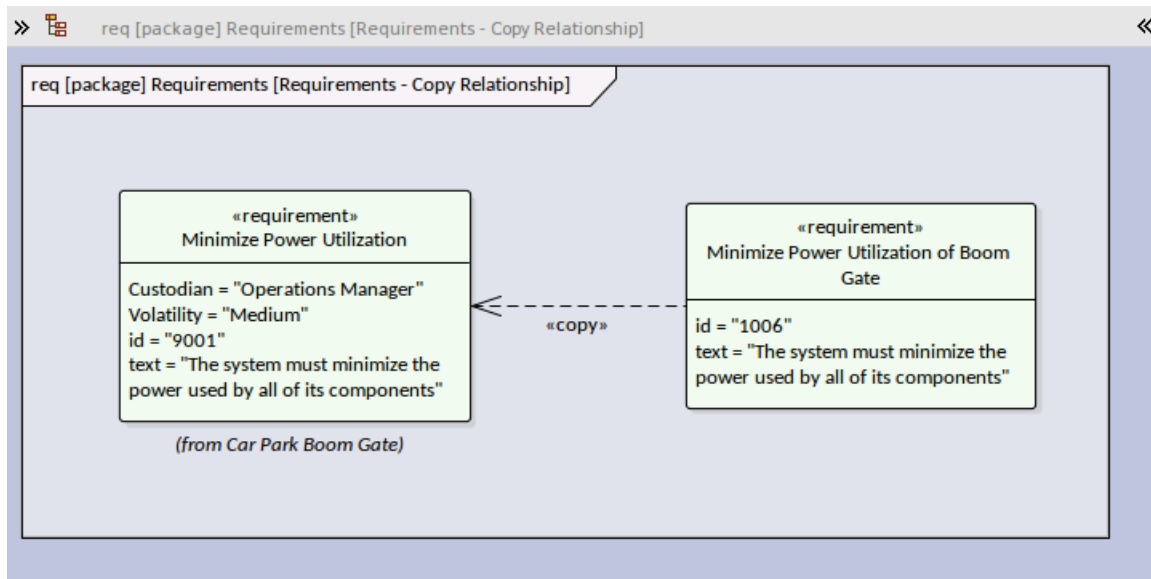 req [package] Requirements [Requirements - Copy Relationship]
req [package] Requirements [Requirements - Copy Relationship]
«requirement»
Minimize Power Utilization
Custodian = "Operations Manager"
Volatility = "Medium"
id = "9001"
text = "The system must minimize the
power used by all of its components"
(from Car Park Boom Gate)
«copy»
«requirement»
Minimize Power Utilization of Boom
Gate
id = "1006"
text = "The system must minimize the
power used by all of its components"